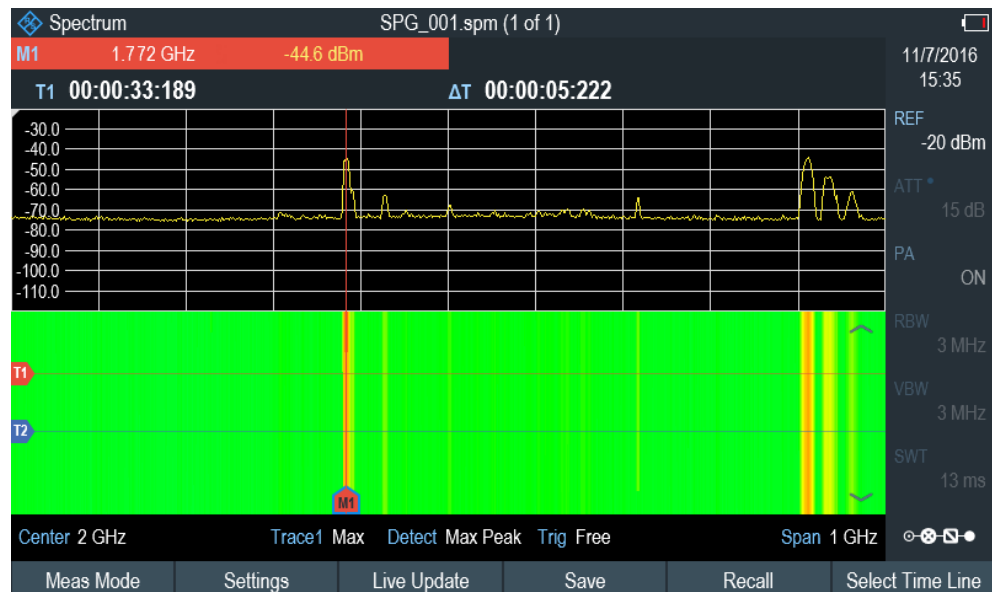 Spectrum SPG_001.spm (1 of 1)
M1 1.772 GHz -44.6 dBm
11/7/2016
15:35
T1 00:00:33:189 ΔT 00:00:05:222
REF
-20 dBm
ATT
15 dB
PA
ON
RBW
3 MHz
VBW
3 MHz
SWT
13 ms
-30.0
-40.0
-50.0
-60.0
-70.0
-80.0
-90.0
-100.0
-110.0
T1
T2
M1
Center 2 GHz Trace1 Max Detect Max Peak Trig Free Span 1 GHz
Meas Mode Settings Live Update Save Recall Select Time Line